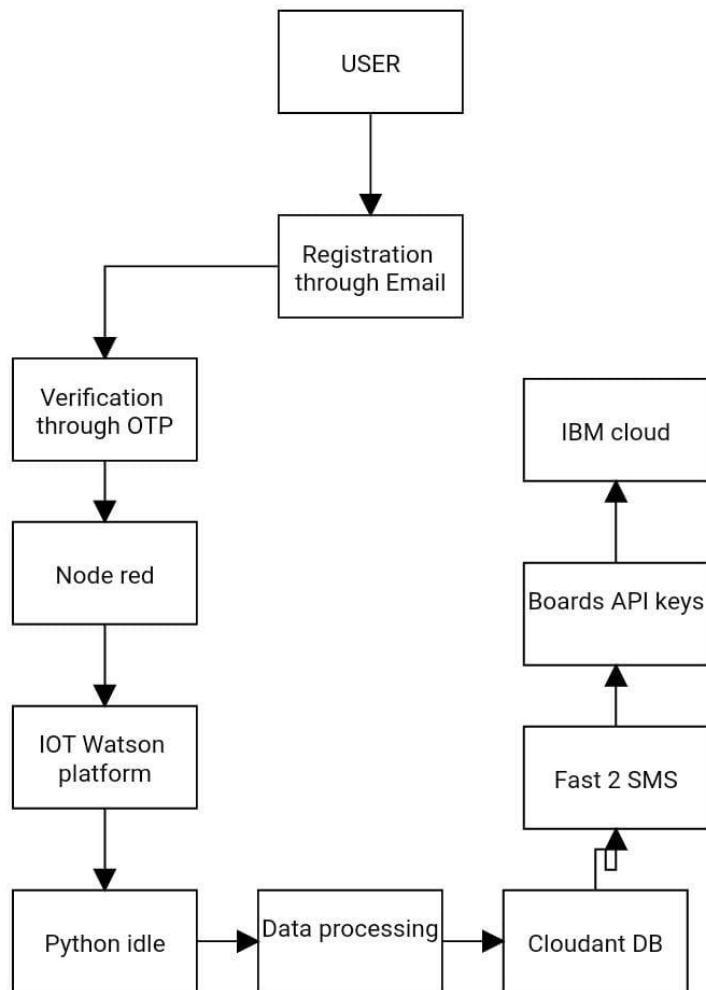 USER
Registration
through Email
Verification
through OTP
Node red
IOT Watson
platform
Python idle
Data processing
Cloudant DB
Fast 2 SMS
Boards API keys
IBM cloud